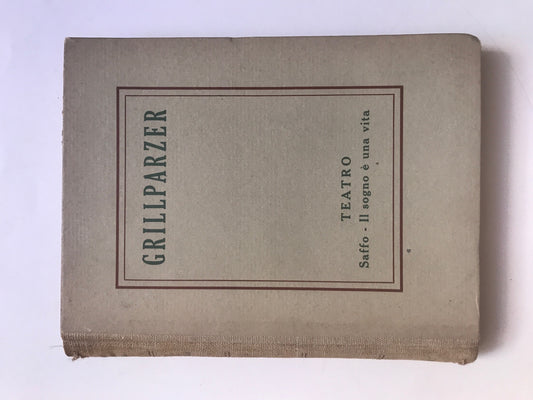 GRILLPARZER
TEATRO
Saffo - Il sogno è una vita